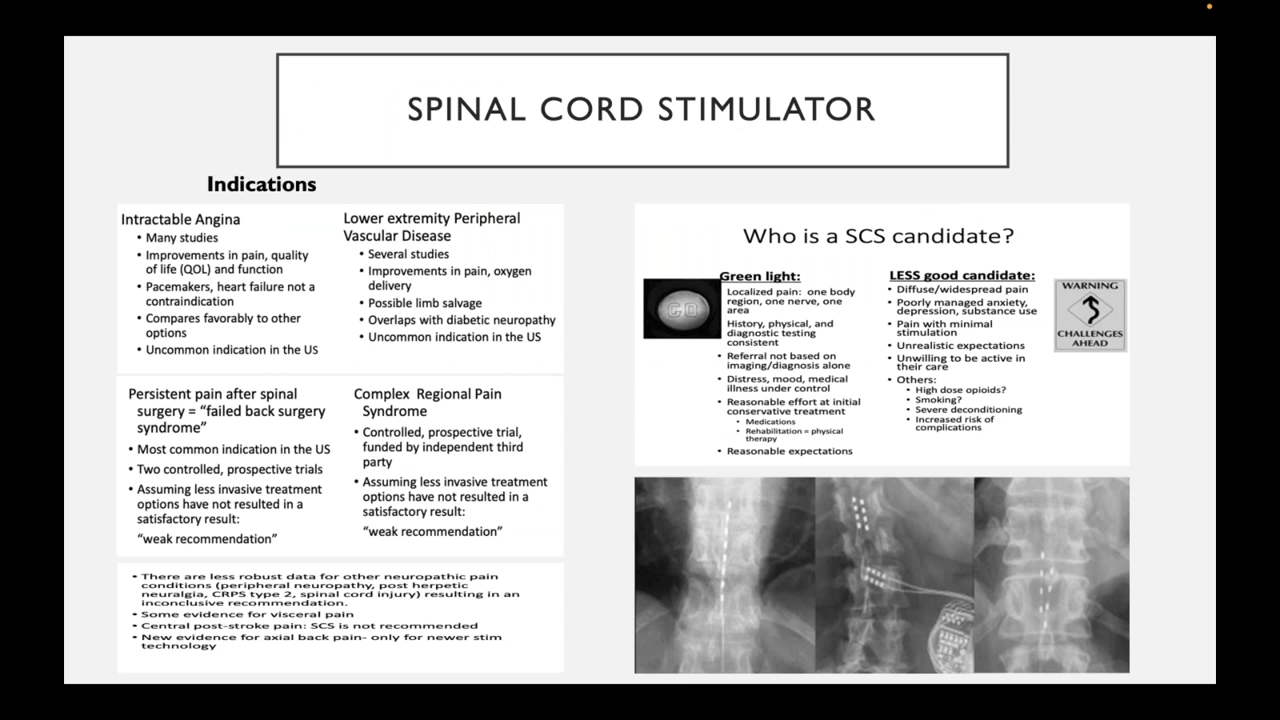 SPINAL CORD STIMULATOR
Indications
Intractable Angina
• Many studies
• Improvements in pain, quality
of life (QOL) and function
• Pacemakers, heart failure not a
contraindication
• Compares favorably to other
options
• Uncommon indication in the US
Lower extremity Peripheral
Vascular Disease
• Several studies
• Improvements in pain, oxygen
delivery
• Possible limb salvage
• Overlaps with diabetic neuropathy
• Uncommon indication in the US
Persistent pain after spinal
surgery = “failed back surgery
syndrome”
• Most common indication in the US
• Two controlled, prospective trials
• Assuming less invasive treatment
options have not resulted in a
satisfactory result:
“weak recommendation”
Complex Regional Pain
Syndrome
• Controlled, prospective trial,
funded by independent third
party
• Assuming less invasive treatment
options have not resulted in a
satisfactory result:
“weak recommendation”
• There are less robust data for other neuropathic pain
conditions (peripheral neuropathy, post herpetic
neuralgia, CRPS type 2, spinal cord injury) resulting in an
inconclusive recommendation.
• Some evidence for visceral pain
• Central post-stroke pain: SCS is not recommended
• New evidence for axial back pain- only for newer stim
technology
Who is a SCS candidate?
GO
Green light:
Localized pain: one body
region, one nerve, one
area
History, physical, and
diagnostic testing
consistent
• Referral not based on
imaging/diagnosis alone
• Distress, mood, medical
illness under control
• Reasonable effort at initial
conservative treatment
• Medications
• Rehabilitation = physical
therapy
• Reasonable expectations
LESS good candidate:
• Diffuse/widespread pain
• Poorly managed anxiety,
depression, substance use
• Pain with minimal
stimulation
• Unrealistic expectations
• Unwilling to be active in
their care
• Others:
• High dose opioids?
• Smoking?
• Severe deconditioning
• Increased risk of
complications
WARNING
CHALLENGES
AHEAD